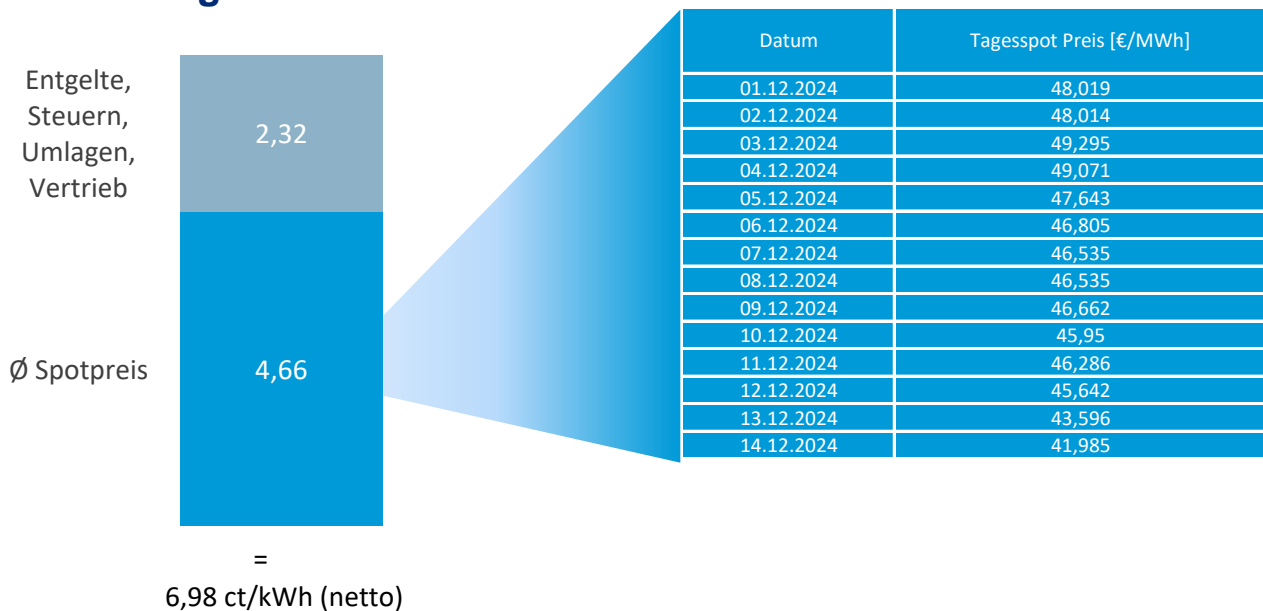 Entgelte,
Steuern,
Umlagen,
Vertrieb
2,32
Ø Spotpreis
4,66
=
6,98 ct/kWh (netto)
Datum Tagesspot Preis [€/MWh]
01.12.2024 48,019
02.12.2024 48,014
03.12.2024 49,295
04.12.2024 49,071
05.12.2024 47,643
06.12.2024 46,805
07.12.2024 46,535
08.12.2024 46,535
09.12.2024 46,662
10.12.2024 45,95
11.12.2024 46,286
12.12.2024 45,642
13.12.2024 43,596
14.12.2024 41,985